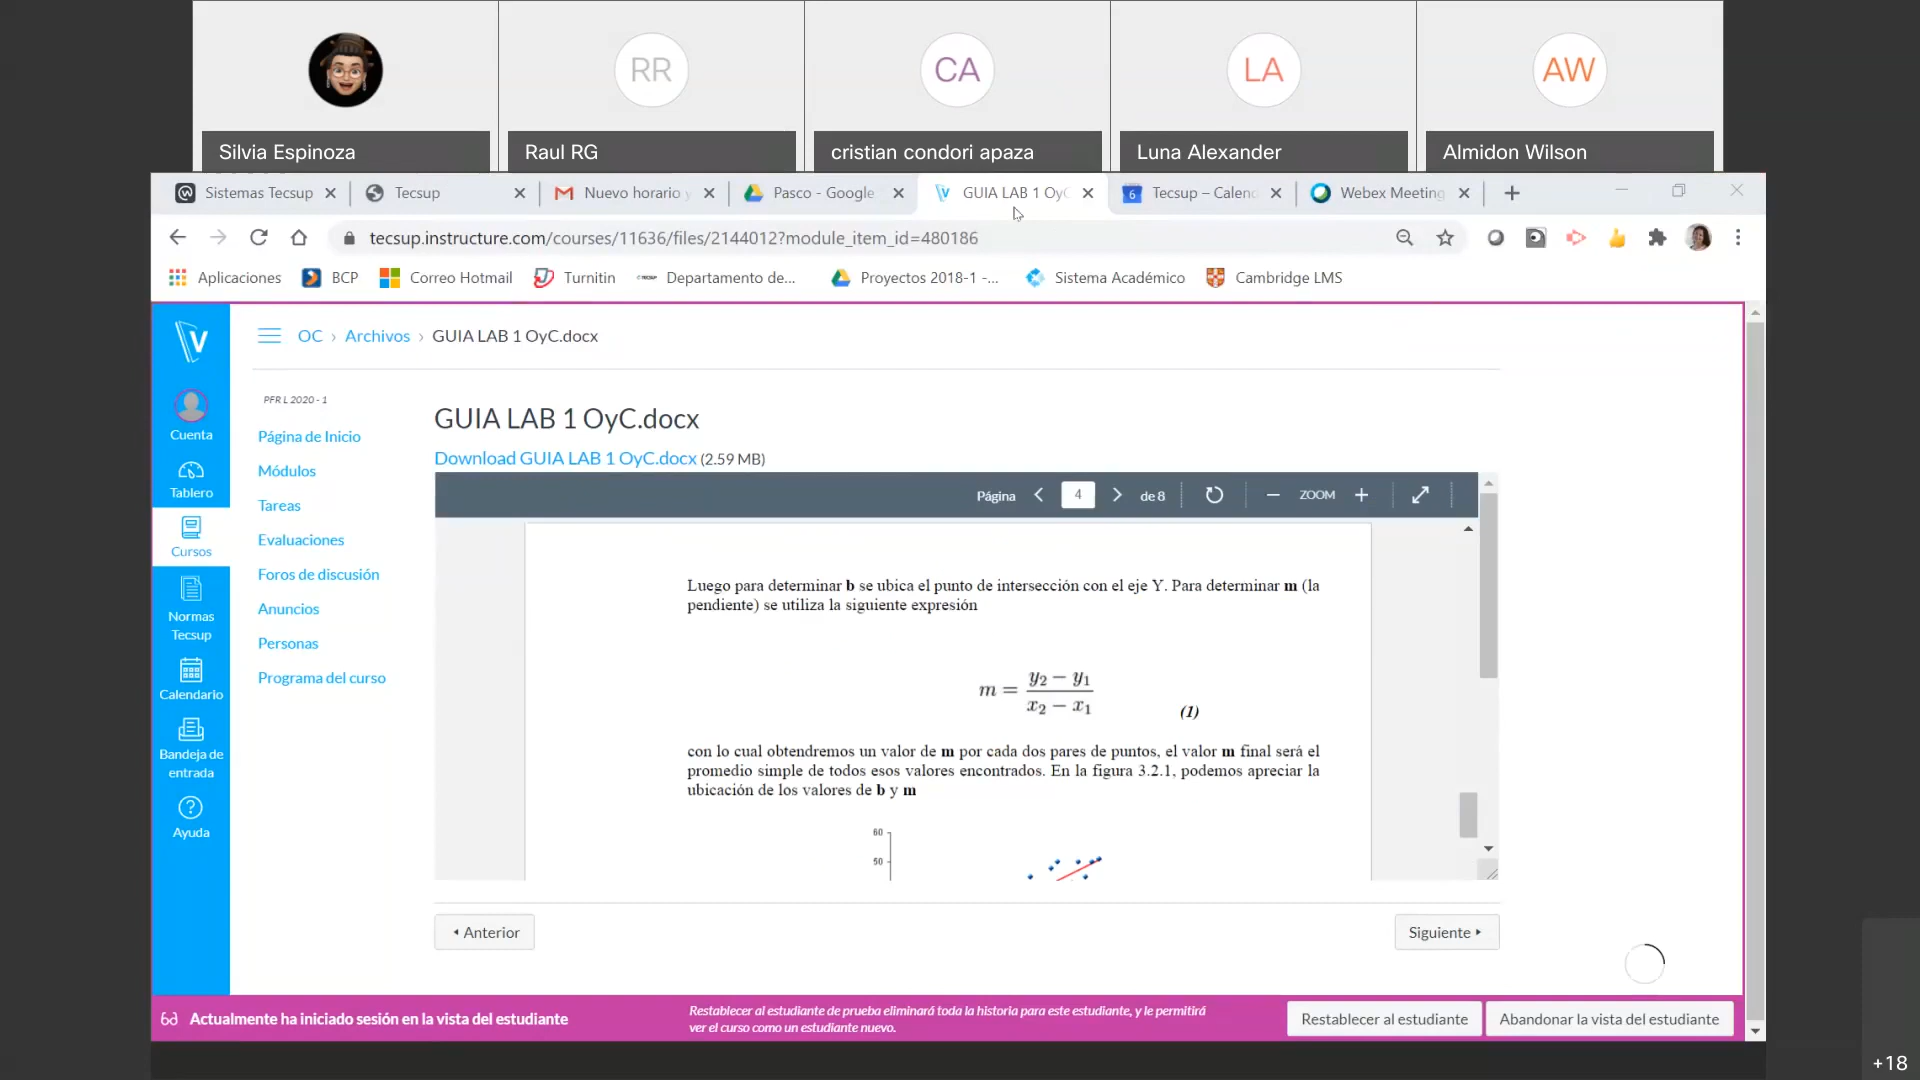 RR
CA
LA
AW
Silvia Espinoza
Raul RG
cristian condori apaza
Luna Alexander
Almidon Wilson
Sistemas Tecsup
Tecsup
Nuevo horario y
Pasco - Google
GUIA LAB 1 OyC
6
Tecsup – Calend
Webex Meeting
tecsup.instructure.com/courses/11636/files/2144012?module_item_id=480186
Aplicaciones
BCP
Correo Hotmail
Turnitin
Departamento de...
Proyectos 2018-1 -...
Sistema Académico
Cambridge LMS
V
OC › Archivos › GUIA LAB 1 OyC.docx
PFR L 2020 - 1
Cuenta
Tablero
Cursos
Normas
Tecsup
Calendario
Bandeja de
entrada
Ayuda
Página de Inicio
Módulos
Tareas
Evaluaciones
Foros de discusión
Anuncios
Personas
Programa del curso
GUIA LAB 1 OyC.docx
Download GUIA LAB 1 OyC.docx (2.59 MB)
Página 4 de 8
ZOOM
Luego para determinar b se ubica el punto de intersección con el eje Y. Para determinar m (la
pendiente) se utiliza la siguiente expresión
m = (y₂ − y₁) / (x₂ − x₁) (1)
con lo cual obtendremos un valor de m por cada dos pares de puntos, el valor m final será el
promedio simple de todos esos valores encontrados. En la figura 3.2.1, podemos apreciar la
ubicación de los valores de b y m
60
50
Anterior
Siguiente
Actualmente ha iniciado sesión en la vista del estudiante
Restablecer al estudiante de prueba eliminará toda la historia para este estudiante, y le permitirá
ver el curso como un estudiante nuevo.
Restablecer al estudiante
Abandonar la vista del estudiante
+18